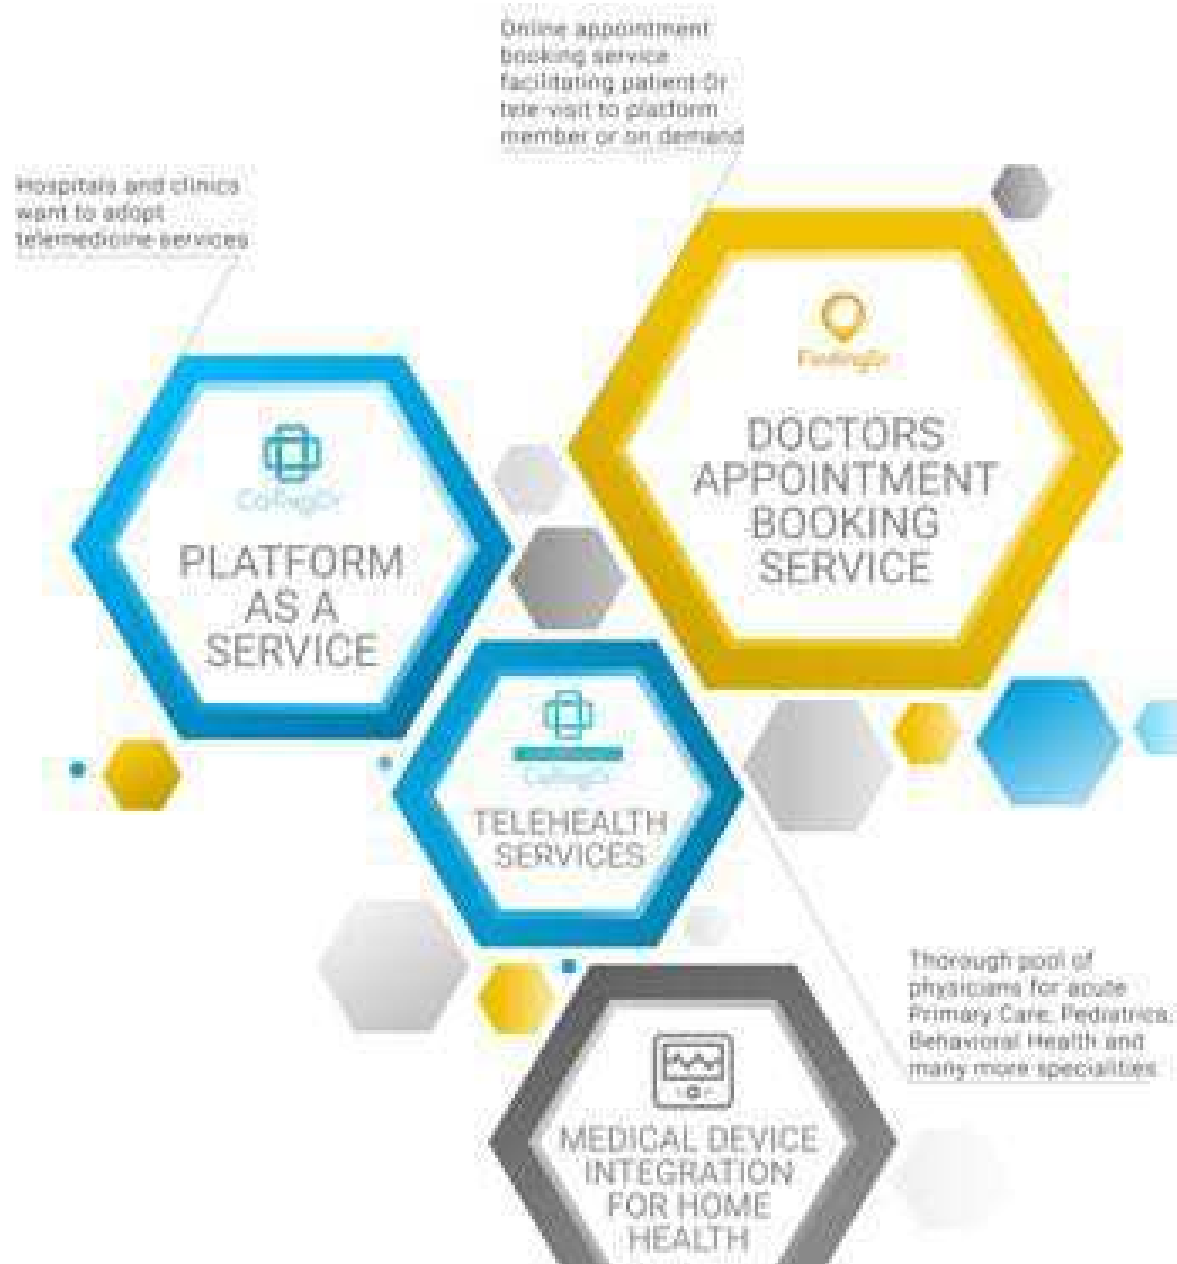 Online appointment
booking service
facilitating patient-Dr
tele-visit to platform
member or on demand
Hospitals and clinics
want to adopt
telemedicine services
FindingDr
DOCTORS
APPOINTMENT
BOOKING
SERVICE
CallingDr
PLATFORM
AS A
SERVICE
CallingDr
TELEHEALTH
SERVICES
Thorough pool of
physicians for acute
Primary Care, Pediatrics,
Behavioral Health and
many more specialities
MEDICAL DEVICE
INTEGRATION
FOR HOME
HEALTH